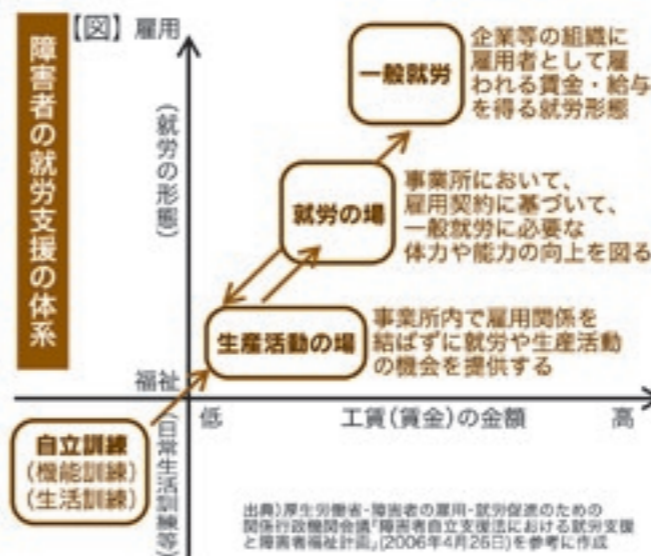 【図】
障害者の就労支援の体系
雇用
(就労の形態)
福祉
(日常生活訓練等)
低
工賃(賃金)の金額
高
一般就労
企業等の組織に
雇用者として雇
われる賃金・給与
を得る就労形態
就労の場
事業所において、
雇用契約に基づいて、
一般就労に必要な
体力や能力の向上を図る
生産活動の場
事業所内で雇用関係を
結ばずに就労や生産活動
の機会を提供する
自立訓練
(機能訓練)
(生活訓練)
出典)厚生労働省・障害者の雇用・就労促進のための
関係行政機関会議「障害者自立支援法における就労支援
と障害者福祉計画」(2006年4月26日)を参考に作成